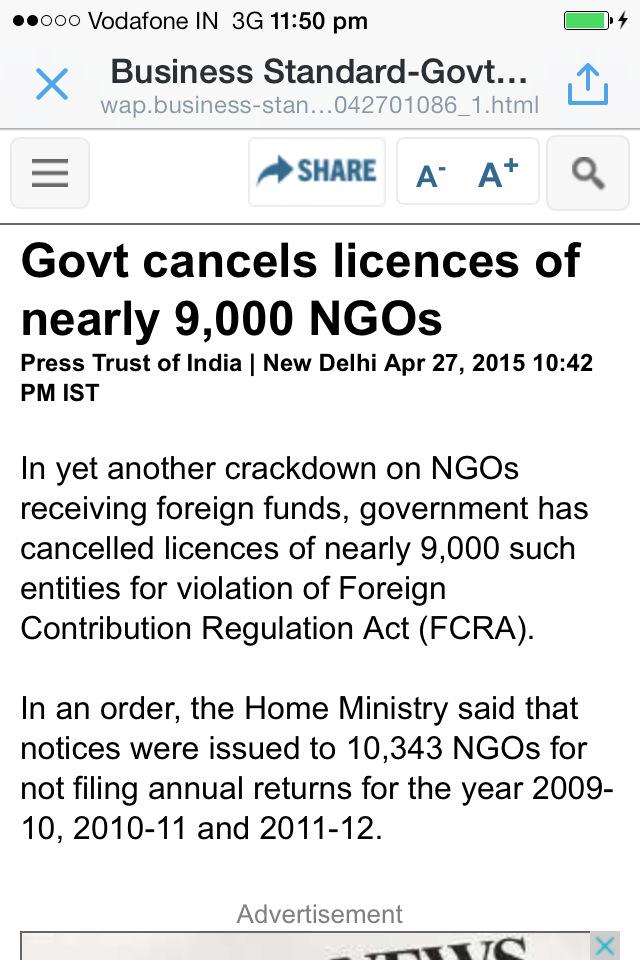 Vodafone IN 3G 11:50 pm
Business Standard-Govt...
wap.business-stan...042701086_1.html
SHARE A- A+
Govt cancels licences of
nearly 9,000 NGOs
Press Trust of India | New Delhi Apr 27, 2015 10:42
PM IST
In yet another crackdown on NGOs
receiving foreign funds, government has
cancelled licences of nearly 9,000 such
entities for violation of Foreign
Contribution Regulation Act (FCRA).
In an order, the Home Ministry said that
notices were issued to 10,343 NGOs for
not filing annual returns for the year 2009-
10, 2010-11 and 2011-12.
Advertisement
NEWS